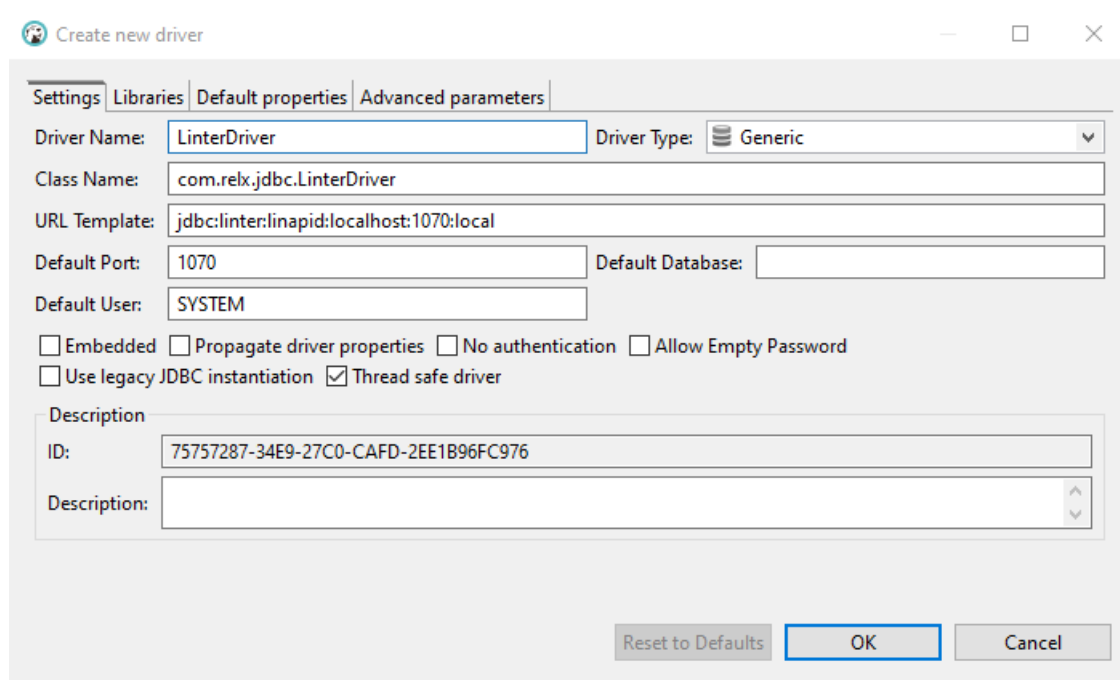 Create new driver
Settings Libraries Default properties Advanced parameters
Driver Name: LinterDriver Driver Type: Generic
Class Name: com.relx.jdbc.LinterDriver
URL Template: jdbc:linter:linapid:localhost:1070:local
Default Port: 1070 Default Database:
Default User: SYSTEM
Embedded Propagate driver properties No authentication Allow Empty Password
Use legacy JDBC instantiation Thread safe driver
Description
ID: 75757287-34E9-27C0-CAFD-2EE1B96FC976
Description:
Reset to Defaults OK Cancel